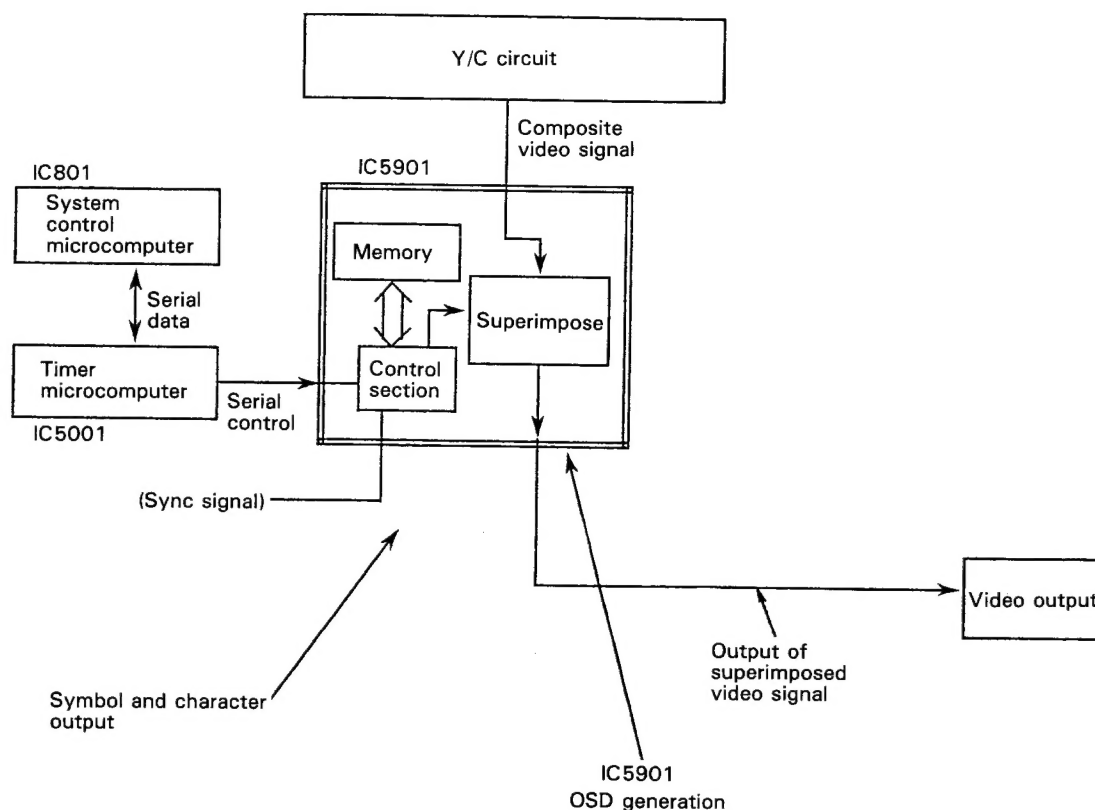 Y/C circuit
Composite
video signal
IC801
IC5901
System
control
microcomputer
Memory
Superimpose
Serial
data
Timer
microcomputer
Control
section
Serial
control
IC5001
(Sync signal)
Video output
Output of
superimposed
video signal
Symbol and character
output
IC5901
OSD generation